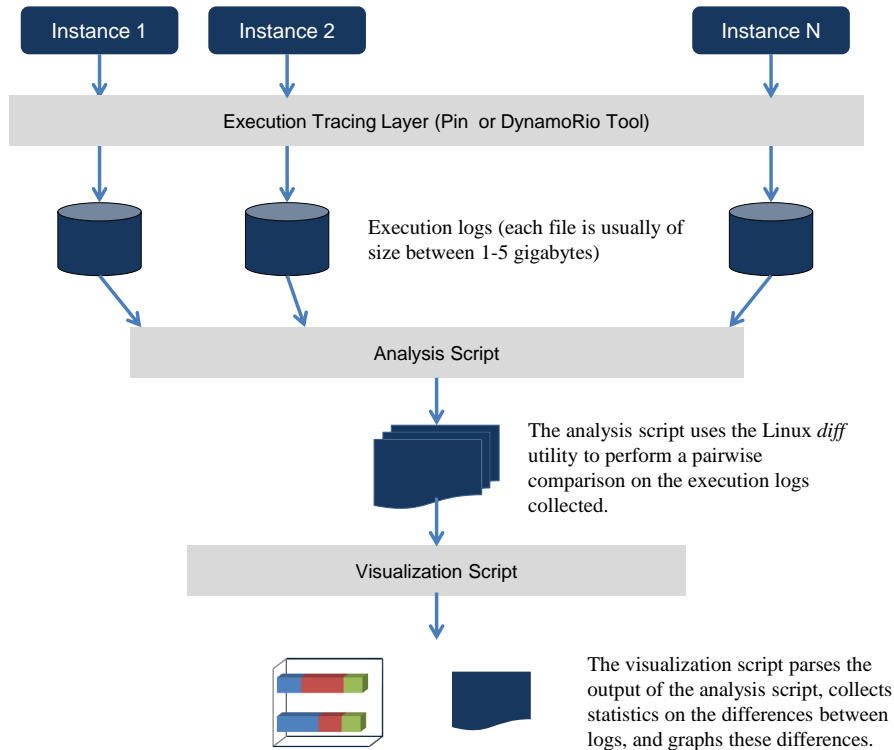 Instance 1
Instance 2
Instance N
Execution Tracing Layer (Pin or DynamoRio Tool)
Execution logs (each file is usually of
size between 1-5 gigabytes)
Analysis Script
The analysis script uses the Linux diff
utility to perform a pairwise
comparison on the execution logs
collected.
Visualization Script
The visualization script parses the
output of the analysis script, collects
statistics on the differences between
logs, and graphs these differences.